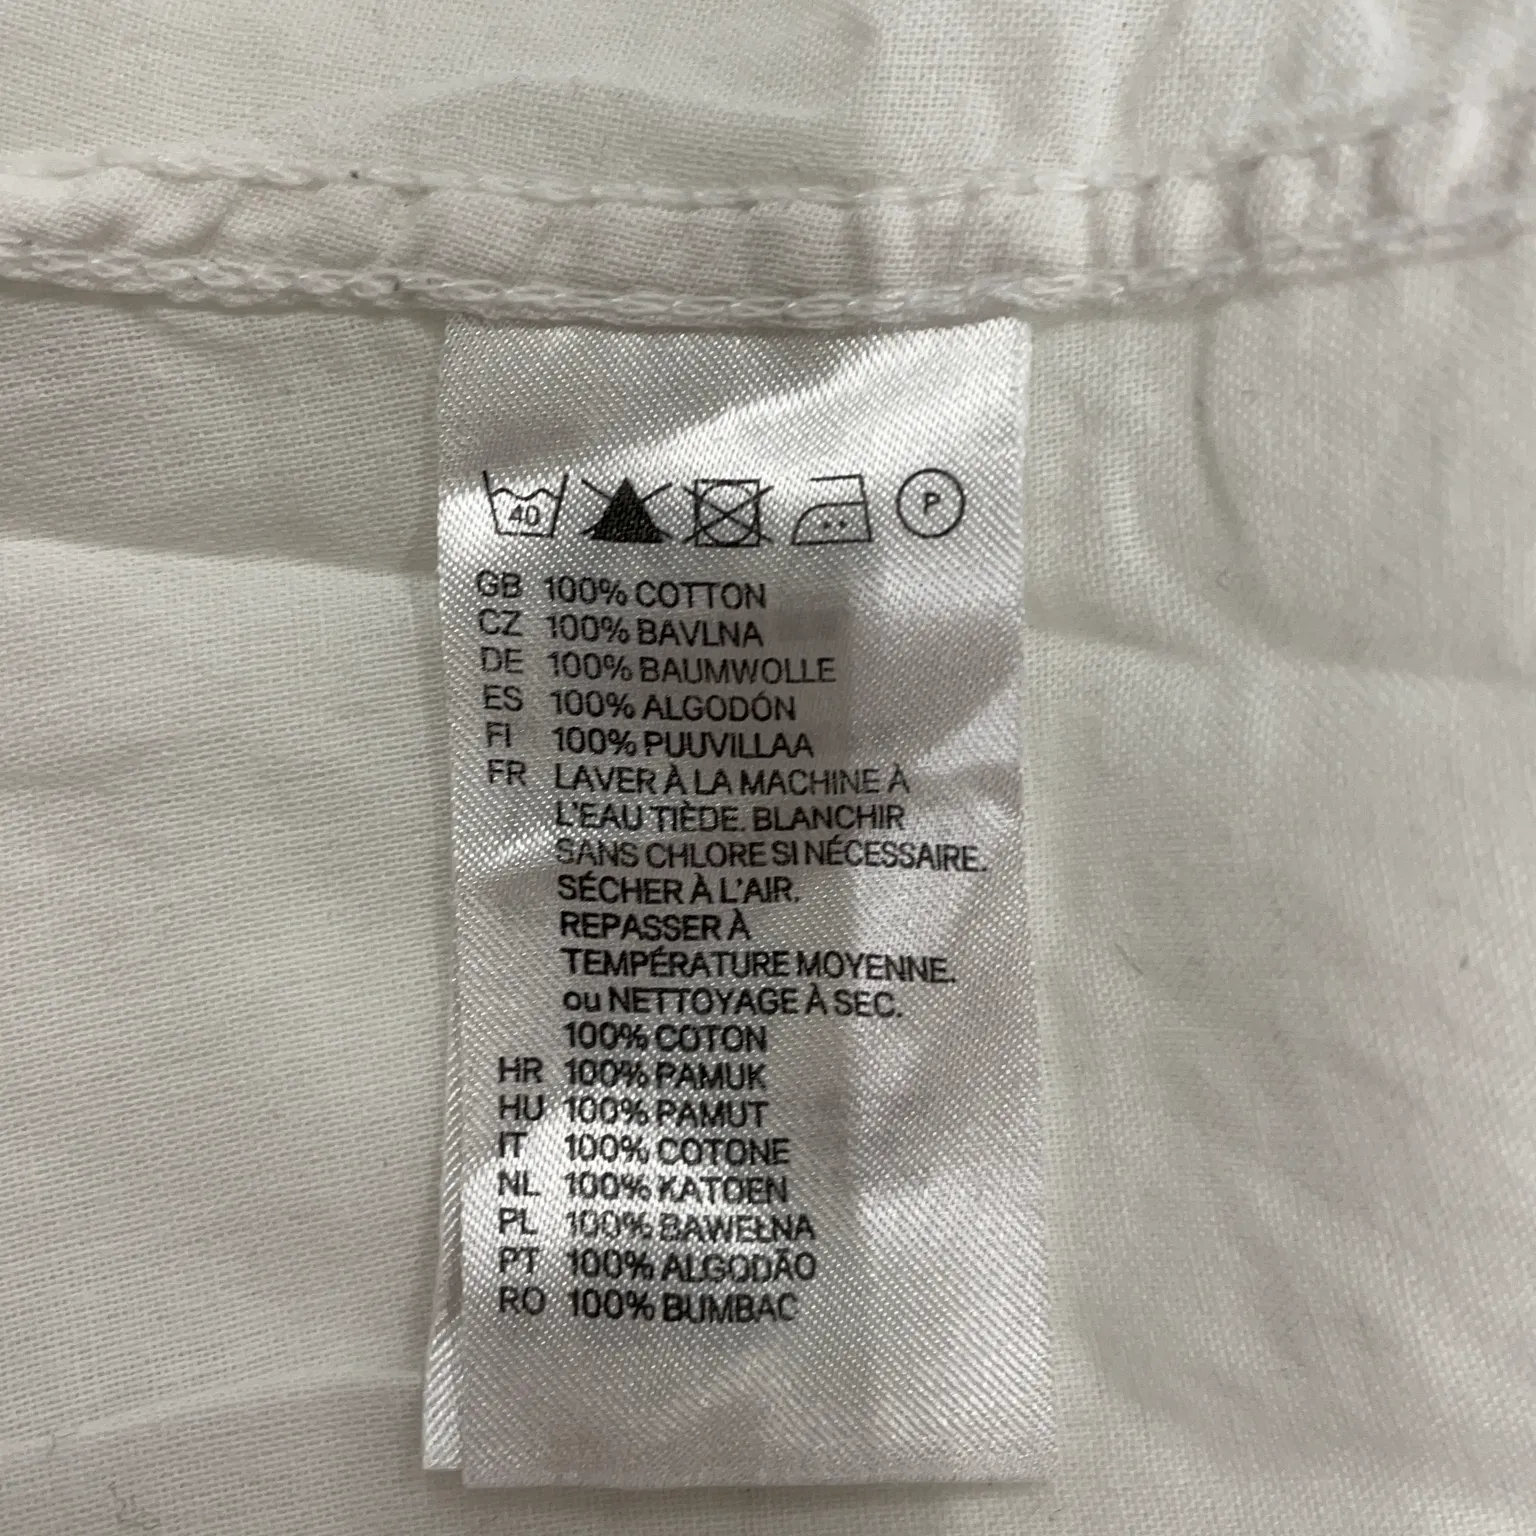 40 P
GB 100% COTTON
CZ 100% BAVLNA
DE 100% BAUMWOLLE
ES 100% ALGODÓN
FI 100% PUUVILLAA
FR LAVER À LA MACHINE À
L'EAU TIÈDE. BLANCHIR
SANS CHLORE SI NÉCESSAIRE.
SÉCHER À L'AIR.
REPASSER À
TEMPÉRATURE MOYENNE.
ou NETTOYAGE À SEC.
100% COTON
HR 100% PAMUK
HU 100% PAMUT
IT 100% COTONE
NL 100% KATOEN
PL 100% BAWEŁNA
PT 100% ALGODÃO
RO 100% BUMBAC